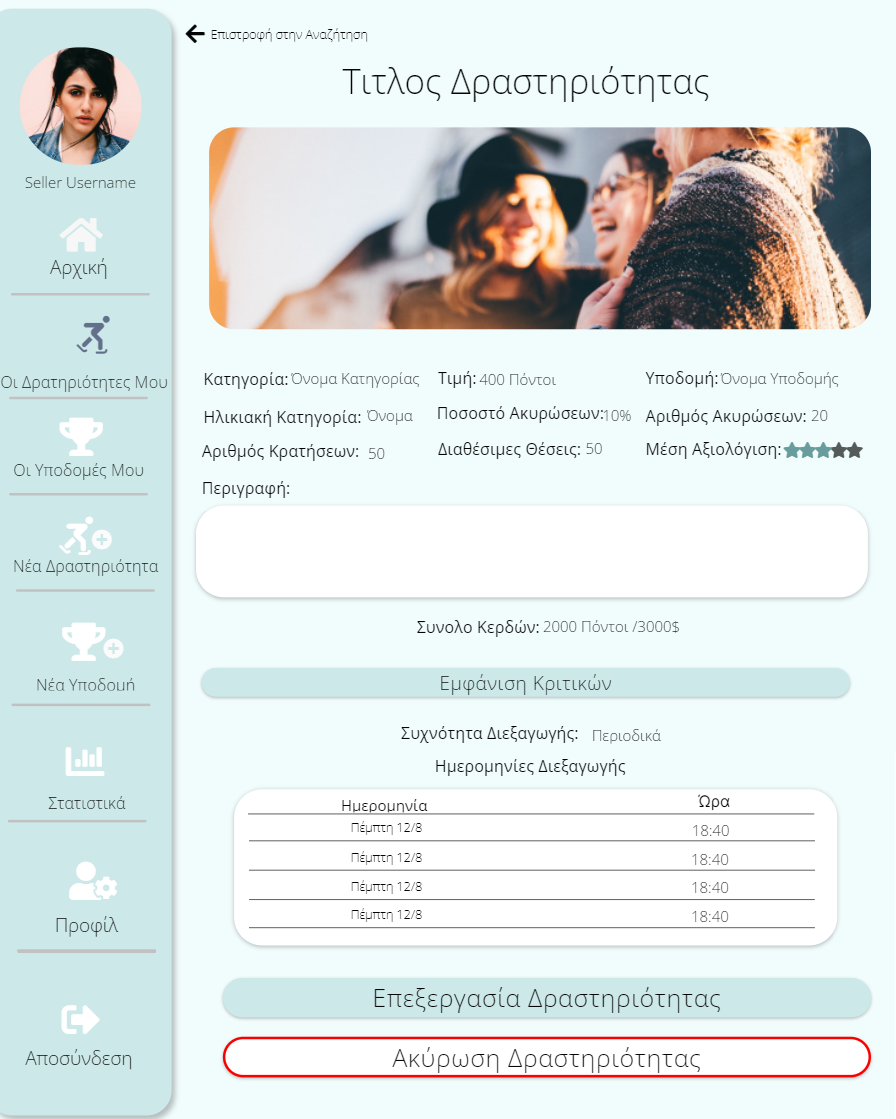 Επιστροφή στην Αναζήτηση
Τιτλος Δραστηριότητας
Seller Username
Αρχική
Οι Δρατηριότητες Μου
Οι Υποδομές Μου
Νέα Δραστηριότητα
Νέα Υποδομή
Στατιστικά
Προφίλ
Αποσύνδεση
Κατηγορία: Όνομα Κατηγορίας Τιμή: 400 Πόντοι Υποδομή: Όνομα Υποδομής
Ηλικιακή Κατηγορία: Όνομα Ποσοστό Ακυρώσεων: 10% Αριθμός Ακυρώσεων: 20
Αριθμός Κρατήσεων: 50 Διαθέσιμες Θέσεις: 50 Μέση Αξιολόγιση:
Περιγραφή:
Συνολο Κερδών: 2000 Πόντοι /3000$
Εμφάνιση Κριτικών
Συχνότητα Διεξαγωγής: Περιοδικά
Ημερομηνίες Διεξαγωγής
Ημερομηνία Ώρα
Πέμπτη 12/8 18:40
Πέμπτη 12/8 18:40
Πέμπτη 12/8 18:40
Πέμπτη 12/8 18:40
Επεξεργασία Δραστηριότητας
Ακύρωση Δραστηριότητας